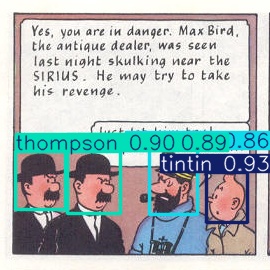 Yes, you are in danger. Max Bird,
the antique dealer, was seen
last night skulking near the
SIRIUS. He may try to take
his revenge.
thompson 0.90 0.89 0.86
tintin 0.93